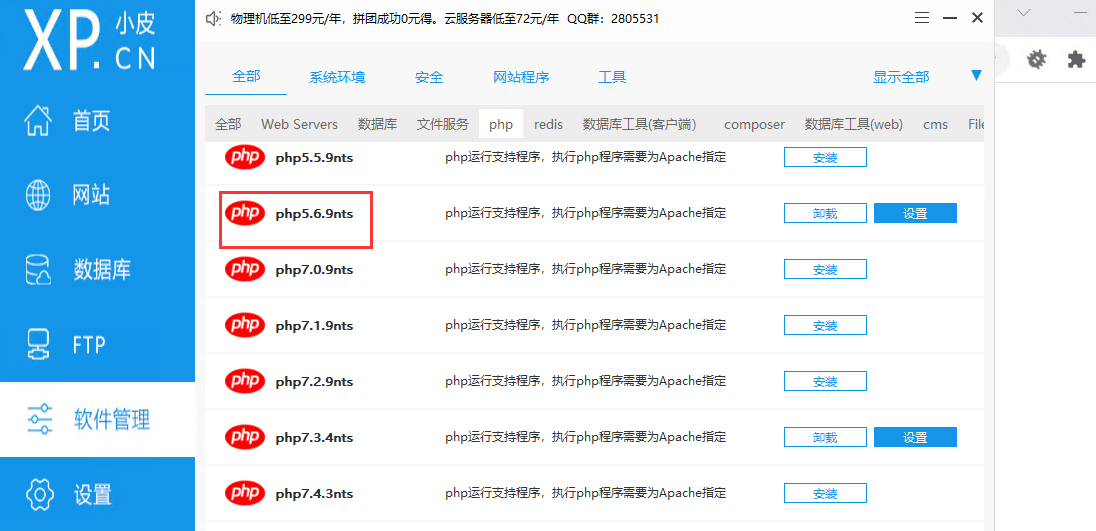 XP.CN 小皮
物理机低至299元/年，拼团成功0元得。云服务器低至72元/年 QQ群：2805531
首页
网站
数据库
FTP
软件管理
设置
全部 系统环境 安全 网站程序 工具 显示全部
全部 Web Servers 数据库 文件服务 php redis 数据库工具(客户端) composer 数据库工具(web) cms File
php php5.5.9nts php运行支持程序，执行php程序需要为Apache指定 安装
php php5.6.9nts php运行支持程序，执行php程序需要为Apache指定 卸载 设置
php php7.0.9nts php运行支持程序，执行php程序需要为Apache指定 安装
php php7.1.9nts php运行支持程序，执行php程序需要为Apache指定 安装
php php7.2.9nts php运行支持程序，执行php程序需要为Apache指定 安装
php php7.3.4nts php运行支持程序，执行php程序需要为Apache指定 卸载 设置
php php7.4.3nts php运行支持程序，执行php程序需要为Apache指定 安装